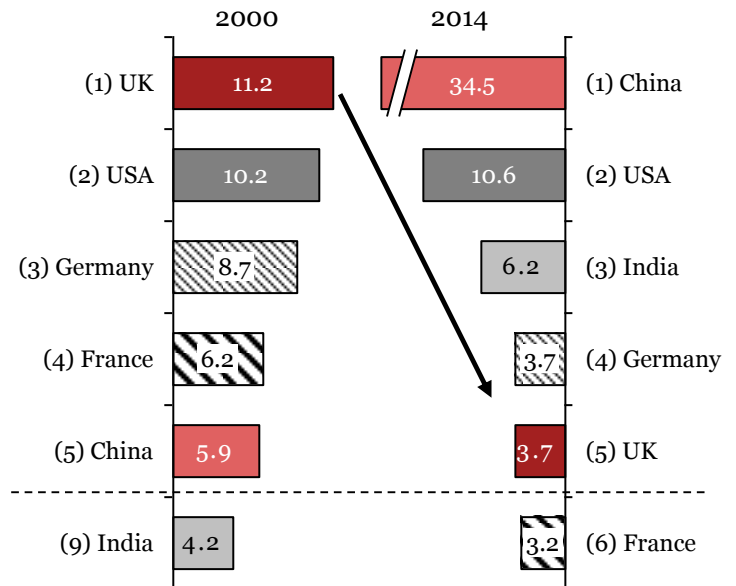 2000 2014
(1) UK 11.2 34.5 (1) China
(2) USA 10.2 10.6 (2) USA
(3) Germany 8.7 6.2 (3) India
(4) France 6.2 3.7 (4) Germany
(5) China 5.9 3.7 (5) UK
(9) India 4.2 3.2 (6) France